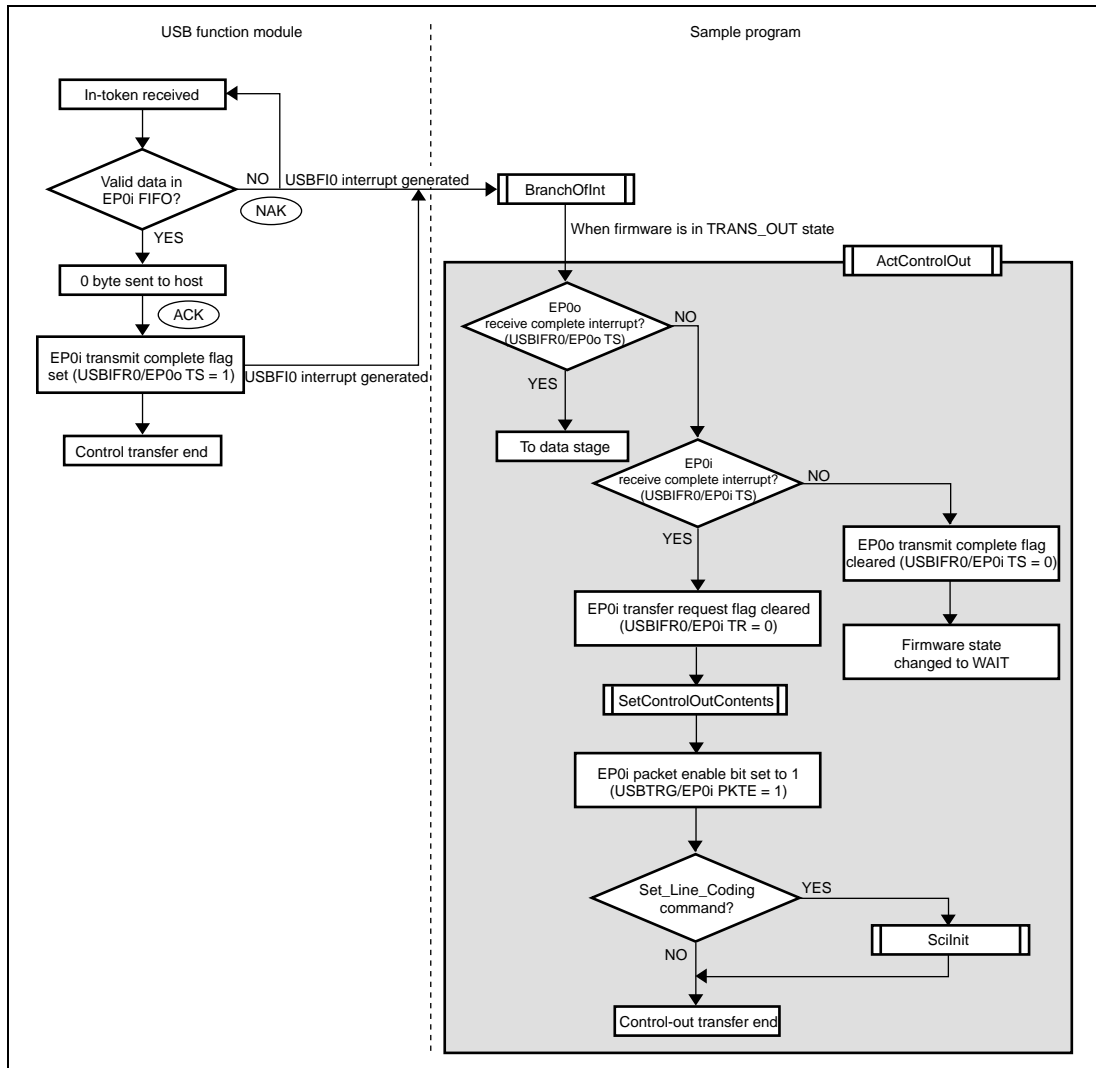 USB function module
Sample program
In-token received
Valid data in
EP0i FIFO?
NO
USBFI0 interrupt generated
NAK
YES
0 byte sent to host
ACK
EP0i transmit complete flag
set (USBIFR0/EP0o TS = 1)
USBFI0 interrupt generated
Control transfer end
BranchOfInt
When firmware is in TRANS_OUT state
ActControlOut
EP0o
receive complete interrupt?
(USBIFR0/EP0o TS)
NO
YES
To data stage
EP0i
receive complete interrupt?
(USBIFR0/EP0i TS)
NO
YES
EP0o transmit complete flag
cleared (USBIFR0/EP0i TS = 0)
Firmware state
changed to WAIT
EP0i transfer request flag cleared
(USBIFR0/EP0i TR = 0)
SetControlOutContents
EP0i packet enable bit set to 1
(USBTRG/EP0i PKTE = 1)
Set_Line_Coding
command?
YES
SciInit
NO
Control-out transfer end